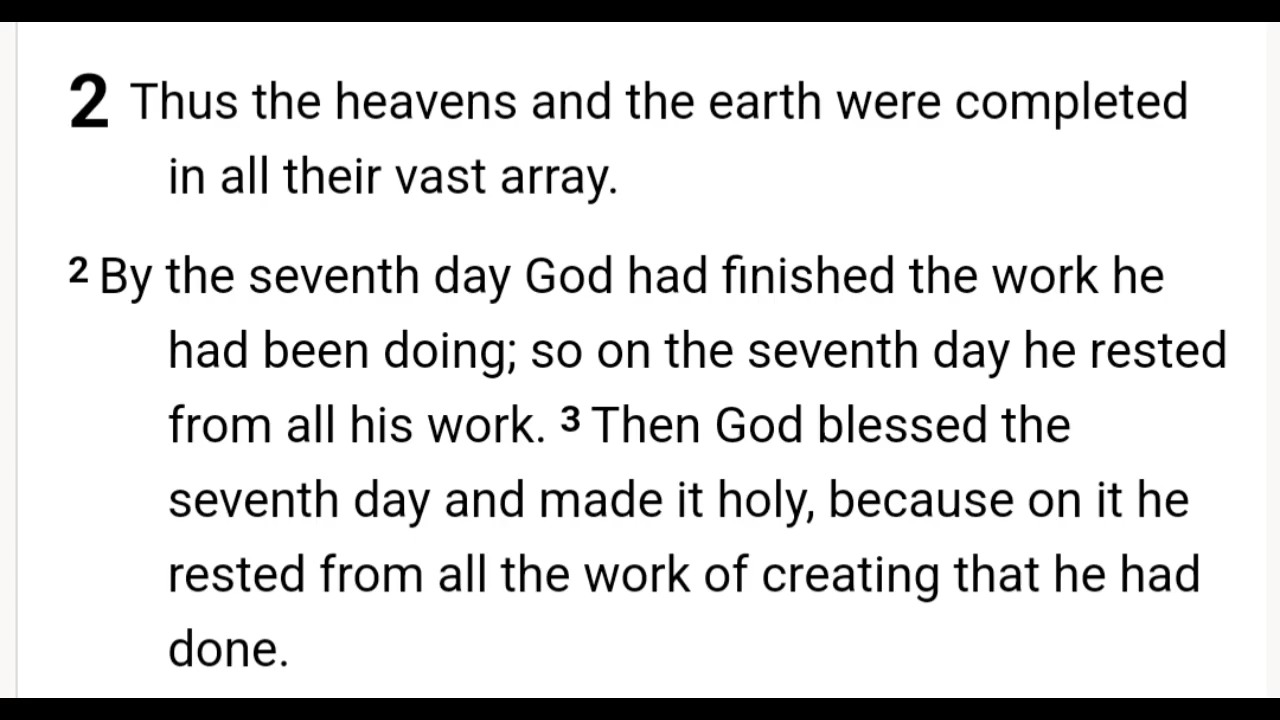 2 Thus the heavens and the earth were completed
in all their vast array.
2 By the seventh day God had finished the work he
had been doing; so on the seventh day he rested
from all his work. 3 Then God blessed the
seventh day and made it holy, because on it he
rested from all the work of creating that he had
done.